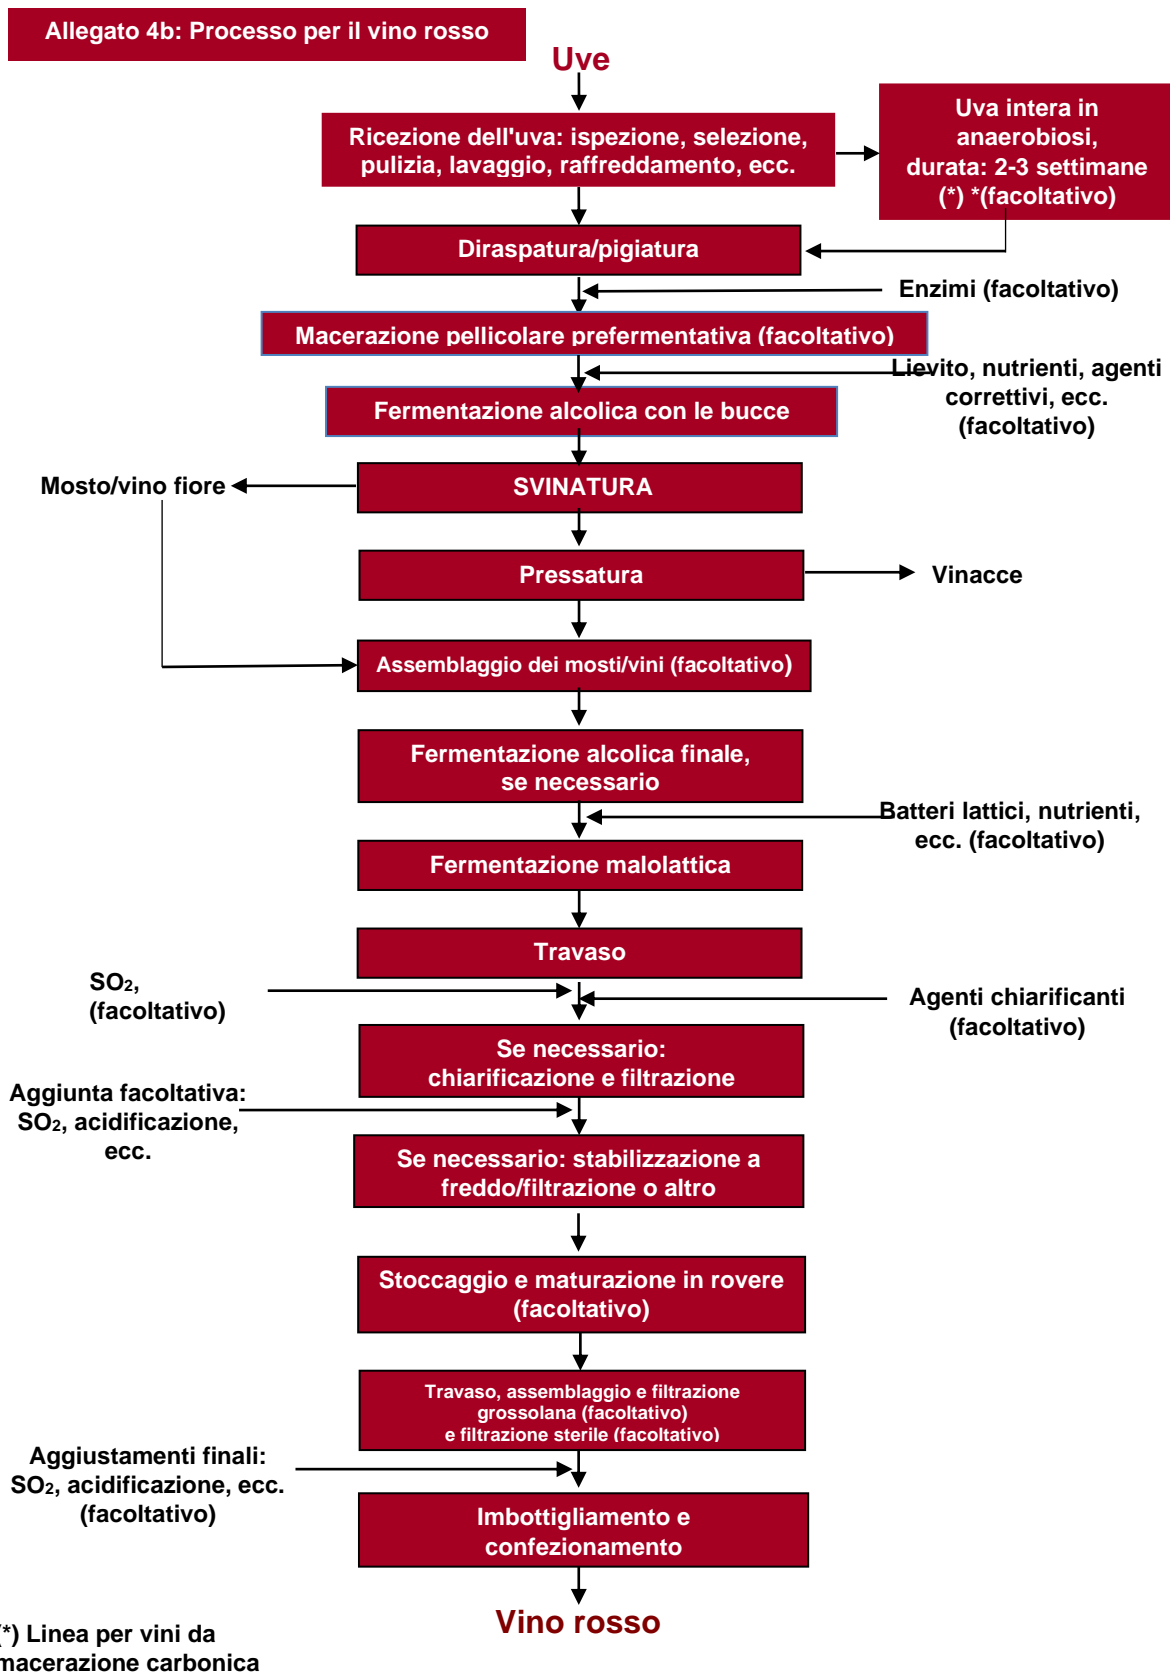 Allegato 4b: Processo per il vino rosso
Uve
Ricezione dell'uva: ispezione, selezione,
pulizia, lavaggio, raffreddamento, ecc.
Uva intera in
anaerobiosi,
durata: 2-3 settimane
(*) *(facoltativo)
Diraspatura/pigiatura
Enzimi (facoltativo)
Macerazione pellicolare prefermentativa (facoltativo)
Lievito, nutrienti, agenti
correttivi, ecc.
(facoltativo)
Fermentazione alcolica con le bucce
Mosto/vino fiore
SVINATURA
Pressatura
Vinacce
Assemblaggio dei mosti/vini (facoltativo)
Fermentazione alcolica finale,
se necessario
Batteri lattici, nutrienti,
ecc. (facoltativo)
Fermentazione malolattica
Travaso
SO2,
(facoltativo)
Agenti chiarificanti
(facoltativo)
Se necessario:
chiarificazione e filtrazione
Aggiunta facoltativa:
SO2, acidificazione,
ecc.
Se necessario: stabilizzazione a
freddo/filtrazione o altro
Stoccaggio e maturazione in rovere
(facoltativo)
Travaso, assemblaggio e filtrazione
grossolana (facoltativo)
e filtrazione sterile (facoltativo)
Aggiustamenti finali:
SO2, acidificazione, ecc.
(facoltativo)
Imbottigliamento e
confezionamento
Vino rosso
(*) Linea per vini da
macerazione carbonica